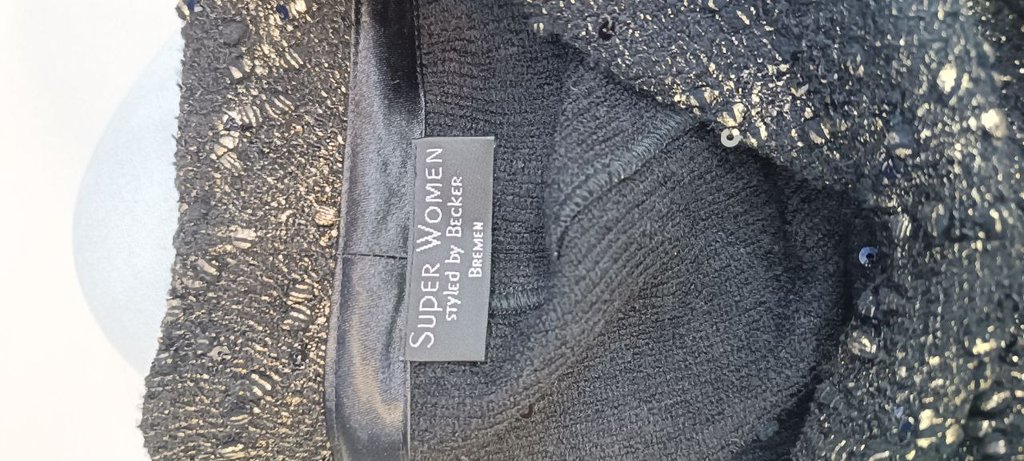 SUPER WOMEN
STYLED by BECKER
BREMEN